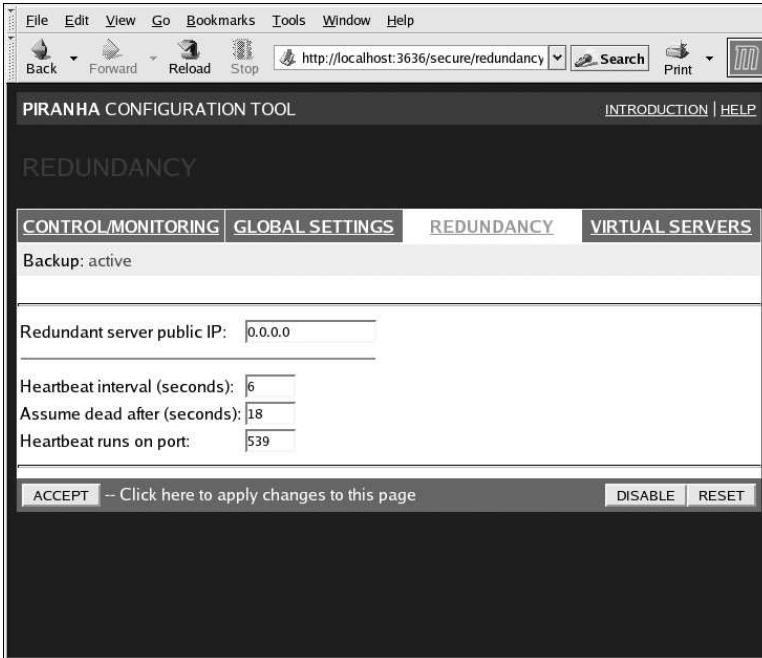 File Edit View Go Bookmarks Tools Window Help
Back Forward Reload Stop http://localhost:3636/secure/redundancy Search Print
PIRANHA CONFIGURATION TOOL INTRODUCTION | HELP
REDUNDANCY
CONTROL/MONITORING GLOBAL SETTINGS REDUNDANCY VIRTUAL SERVERS
Backup: active
Redundant server public IP: 0.0.0.0
Heartbeat interval (seconds): 6
Assume dead after (seconds): 18
Heartbeat runs on port: 539
ACCEPT -- Click here to apply changes to this page DISABLE RESET